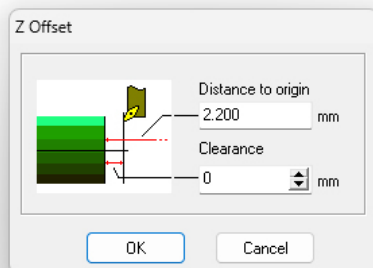 Z Offset
Distance to origin
2.200 mm
Clearance
0 mm
OK Cancel